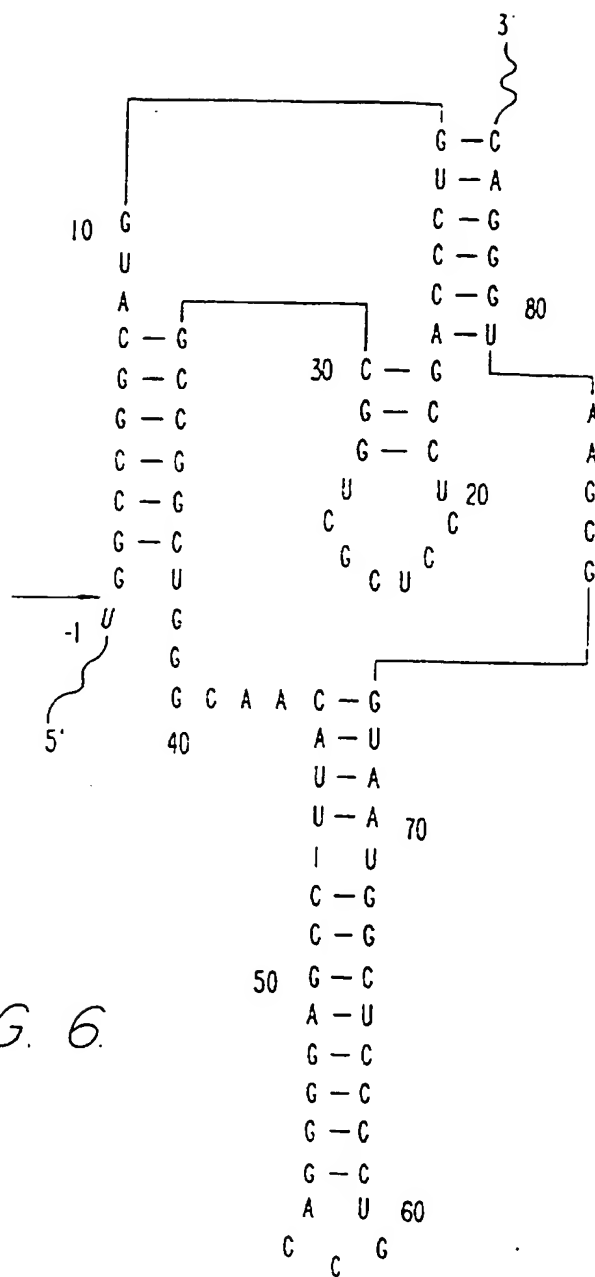 3'
G – C
U – A
C – G
10 G
C – G
U
C – G 80
A
A – U
C – G
30 C – G
G – C
G – C
A
G – C
G – C
A
C – G
U U 20
G
C – G
C C
C
G – C
G C U C
G
G U
-1 U
G
G
5'
G C A A C – G
40
A – U
U – A
U – A 70
I U
C – G
C – G
50 G – C
A – U
G – C
G – C
G – C
G – C
A U 60
C C G
G. 6.